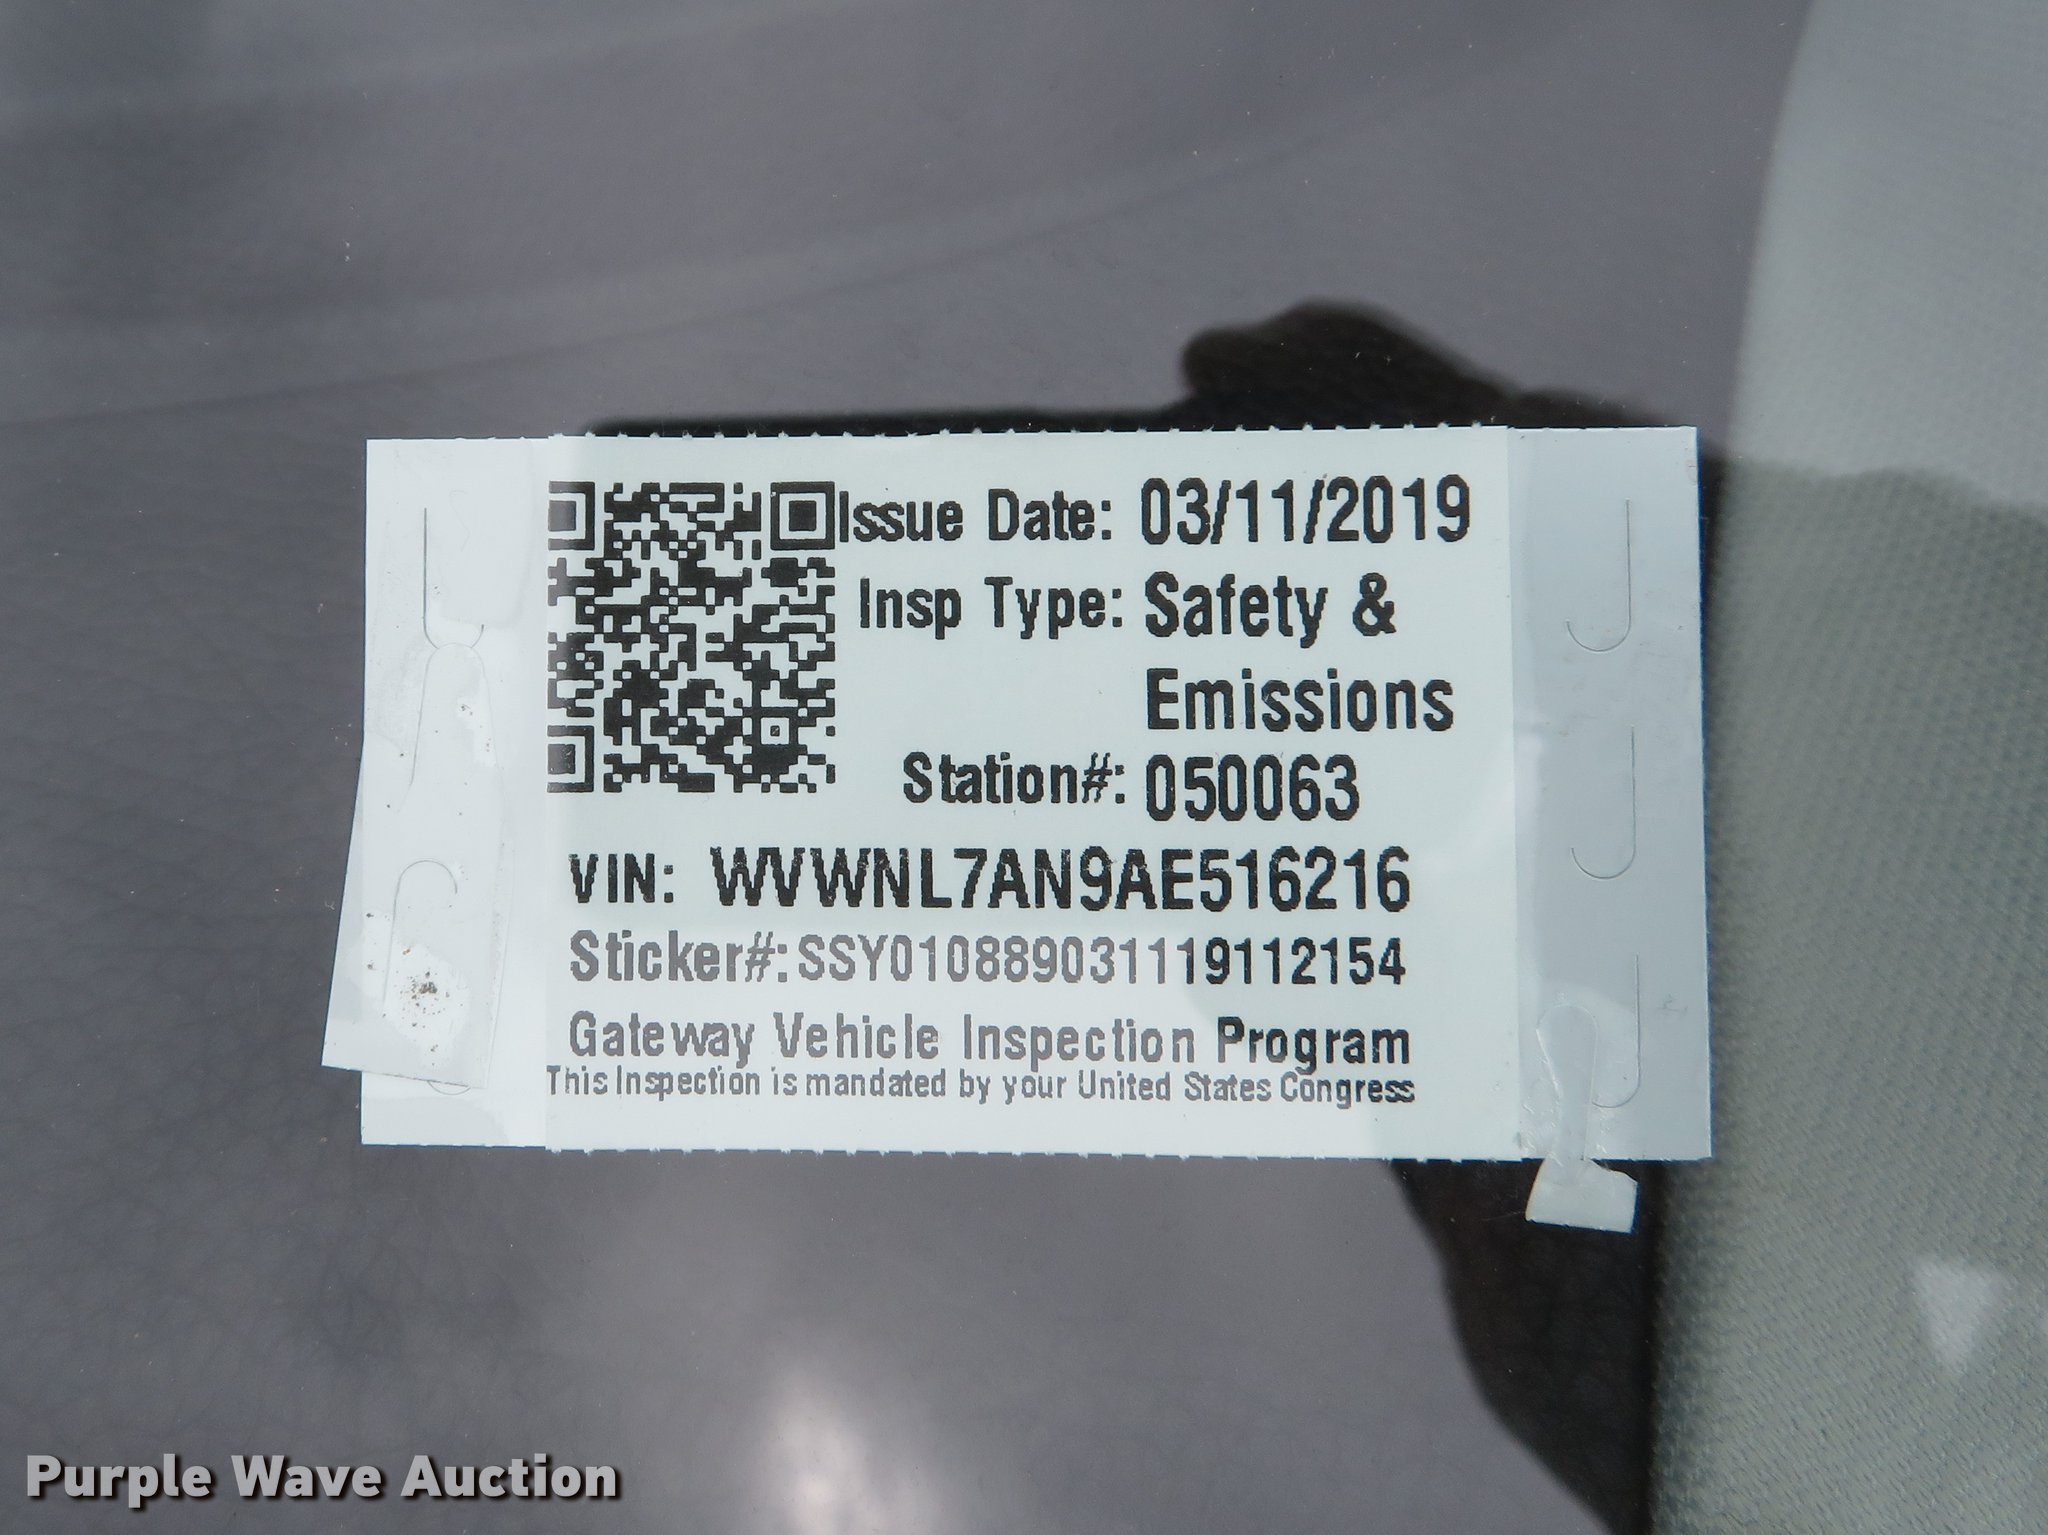 Issue Date: 03/11/2019
Insp Type: Safety &
Emissions
Station#: 050063
VIN: WVWNL7AN9AE516216
Sticker#: SSY010889031119112154
Gateway Vehicle Inspection Program
This Inspection is mandated by your United States Congress
Purple Wave Auction